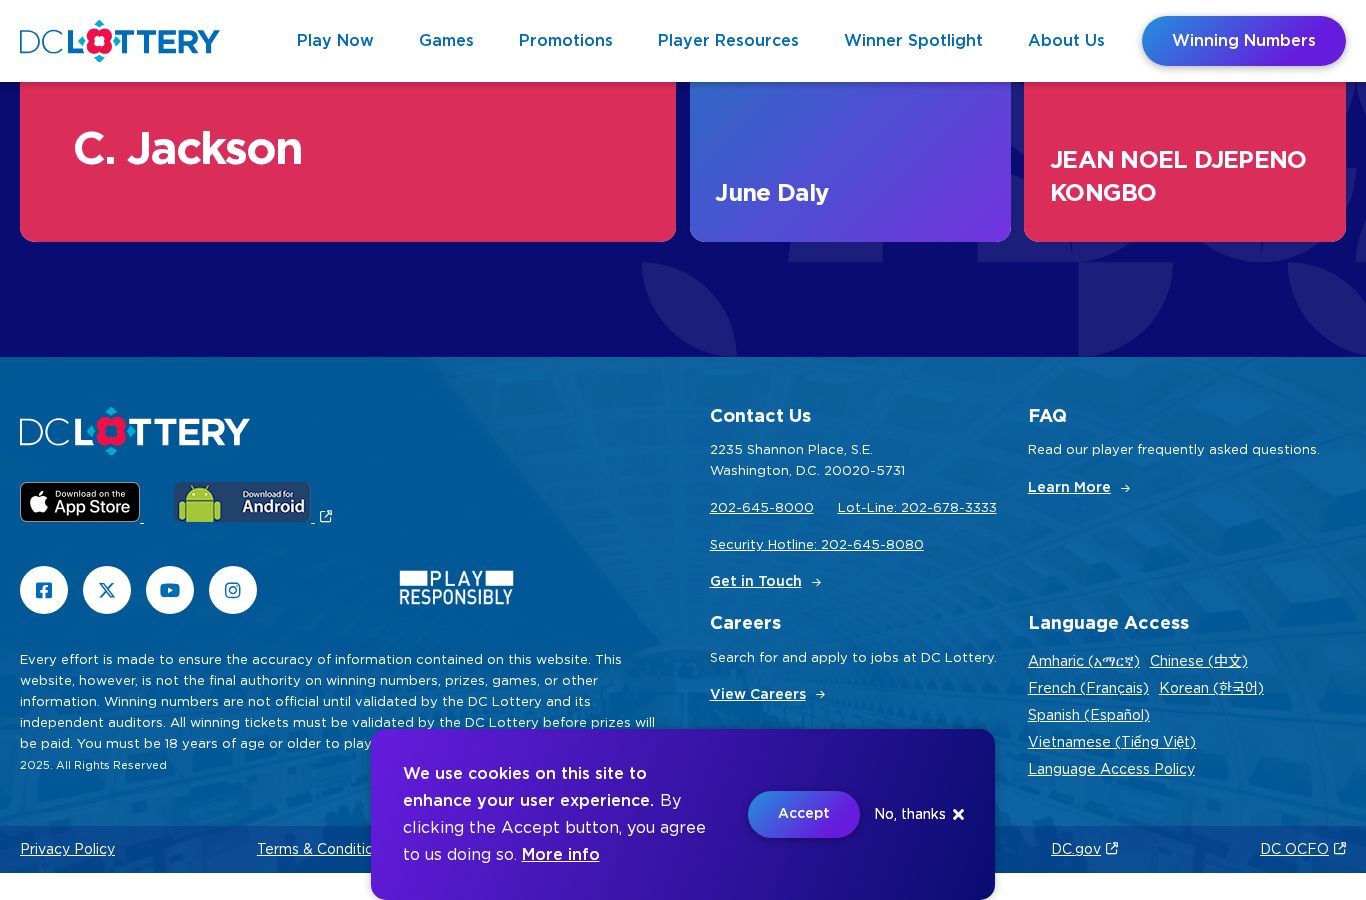 DC LOTTERY
Play Now
Games
Promotions
Player Resources
Winner Spotlight
About Us
Winning Numbers
C. Jackson
June Daly
JEAN NOEL DJEPENO
KONGBO
DC LOTTERY
Download on the
App Store
Download for
Android
PLAY
RESPONSIBLY
Every effort is made to ensure the accuracy of information contained on this website. This
website, however, is not the final authority on winning numbers, prizes, games, or other
information. Winning numbers are not official until validated by the DC Lottery and its
independent auditors. All winning tickets must be validated by the DC Lottery before prizes will
be paid. You must be 18 years of age or older to play
2025. All Rights Reserved
Contact Us
2235 Shannon Place, S.E.
Washington, D.C. 20020-5731
202-645-8000
Lot-Line: 202-678-3333
Security Hotline: 202-645-8080
Get in Touch
FAQ
Read our player frequently asked questions.
Learn More
Careers
Search for and apply to jobs at DC Lottery.
View Careers
Language Access
Amharic (አማርኛ) Chinese (中文)
French (Français) Korean (한국어)
Spanish (Español)
Vietnamese (Tiếng Việt)
Language Access Policy
We use cookies on this site to
enhance your user experience. By
clicking the Accept button, you agree
to us doing so. More info
Accept
No, thanks
Privacy Policy
Terms &
DC.gov
DC OCFO